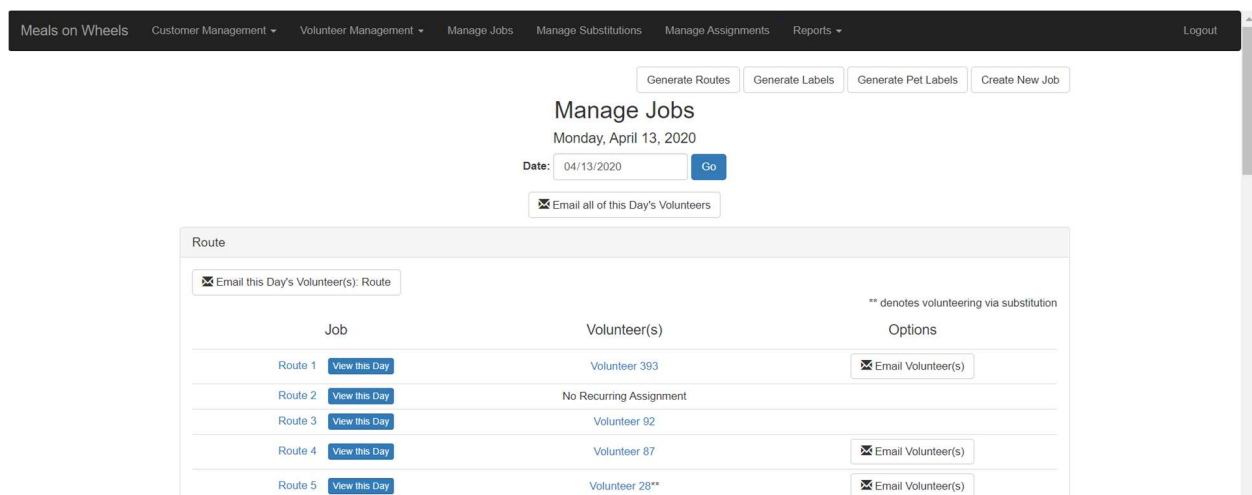 Meals on Wheels Customer Management Volunteer Management Manage Jobs Manage Substitutions Manage Assignments Reports Logout
Generate Routes Generate Labels Generate Pet Labels Create New Job
Manage Jobs
Monday, April 13, 2020
Date: 04/13/2020 Go
Email all of this Day's Volunteers
Route
Email this Day's Volunteer(s): Route
** denotes volunteering via substitution
Job Volunteer(s) Options
Route 1 View this Day Volunteer 393 Email Volunteer(s)
Route 2 View this Day No Recurring Assignment
Route 3 View this Day Volunteer 92
Route 4 View this Day Volunteer 87 Email Volunteer(s)
Route 5 View this Day Volunteer 28** Email Volunteer(s)